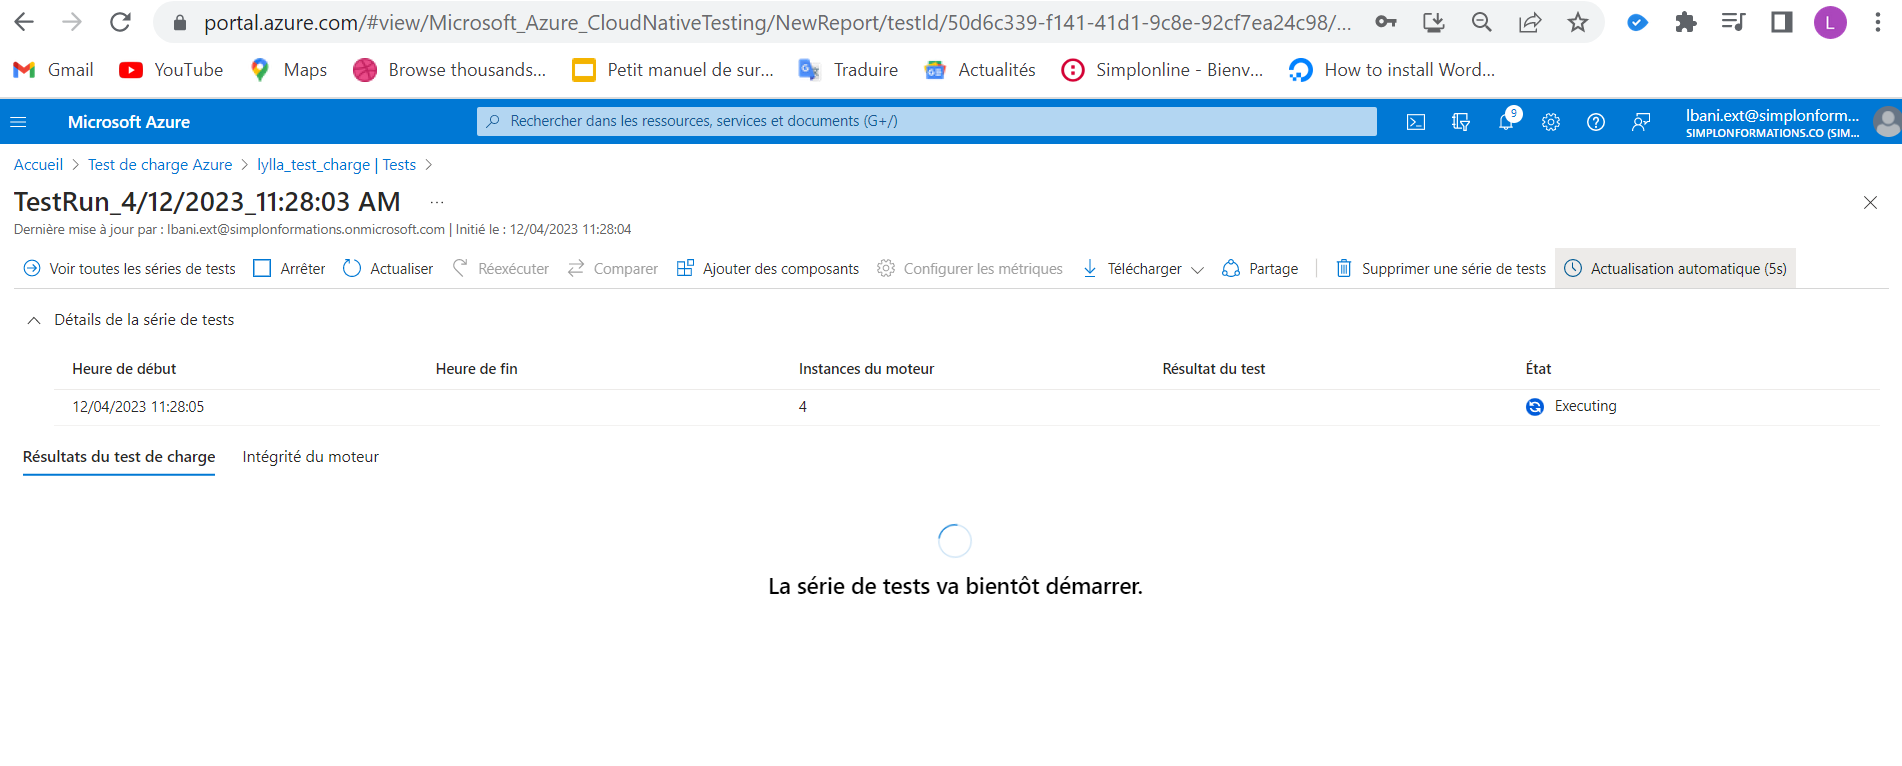 portal.azure.com/#view/Microsoft_Azure_CloudNativeTesting/NewReport/testId/50d6c339-f141-41d1-9c8e-92cf7ea24c98/... L
Gmail YouTube Maps Browse thousands... Petit manuel de sur... Traduire Actualités Simplonline - Bienv... How to install Word...
Microsoft Azure Rechercher dans les ressources, services et documents (G+/) 9 lbani.ext@simplonform...
SIMPLONFORMATIONS.CO (SIM...
Accueil > Test de charge Azure > lylla_test_charge | Tests >
TestRun_4/12/2023_11:28:03 AM ...
Dernière mise à jour par : lbani.ext@simplonformations.onmicrosoft.com | Initié le : 12/04/2023 11:28:04
Voir toutes les séries de tests Arrêter Actualiser Réexécuter Comparer Ajouter des composants Configurer les métriques Télécharger Partage Supprimer une série de tests Actualisation automatique (5s)
Détails de la série de tests
Heure de début Heure de fin Instances du moteur Résultat du test État
12/04/2023 11:28:05 4 Executing
Résultats du test de charge Intégrité du moteur
La série de tests va bientôt démarrer.